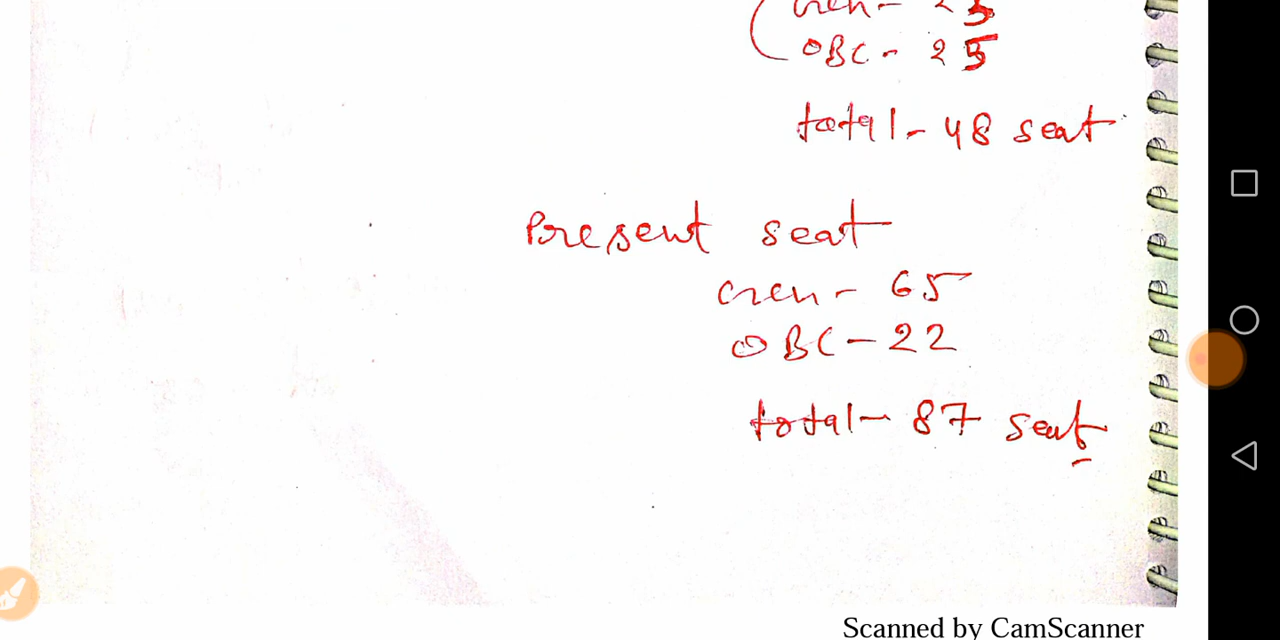 OBC - 25
total - 48 seat
Present seat
Gen - 65
OBC - 22
total - 87 seat
Scanned by CamScanner